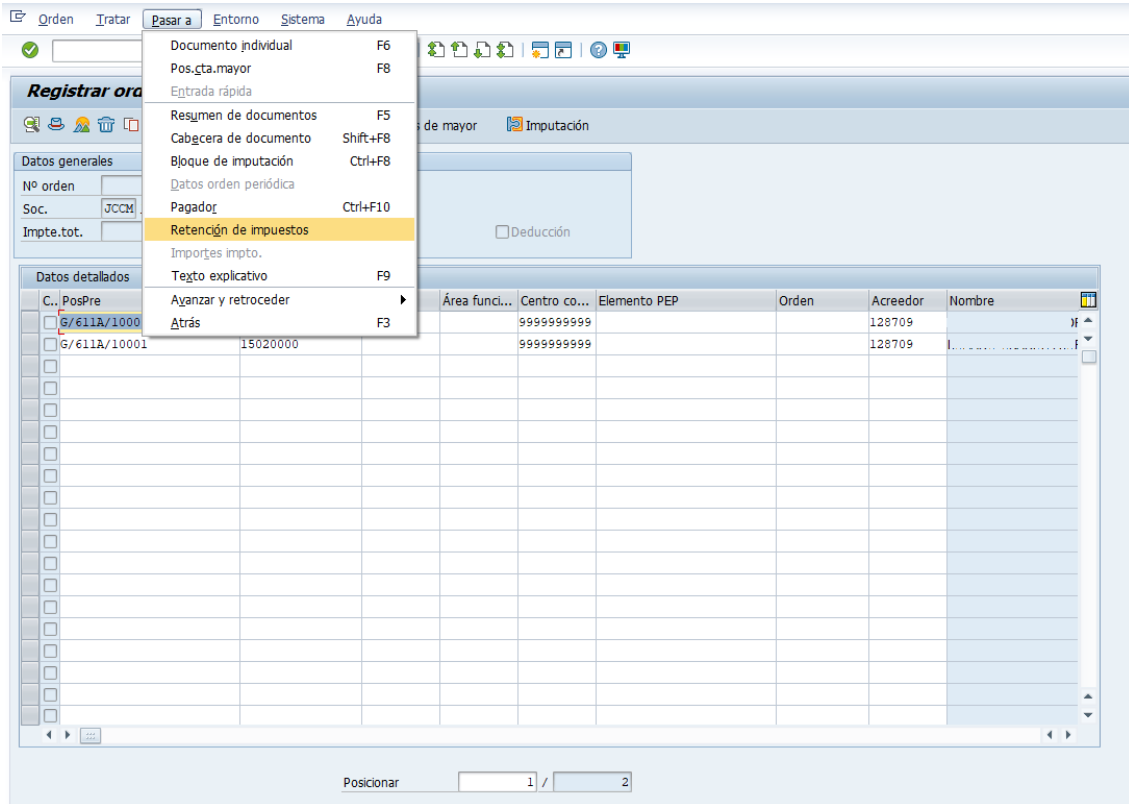 Orden Tratar Pasar a Entorno Sistema Ayuda
Documento individual F6
Pos.cta.mayor F8
Entrada rápida
Resumen de documentos F5
Cabecera de documento Shift+F8
Bloque de imputación Ctrl+F8
Datos orden periódica
Pagador Ctrl+F10
Retención de impuestos
Importes impto.
Texto explicativo F9
Avanzar y retroceder
Atrás F3
Registrar ord
s de mayor Imputación
Datos generales
Nº orden
Soc. JCCM
Impte.tot. Deducción
Datos detallados
C.. PosPre Área funci... Centro co... Elemento PEP Orden Acreedor Nombre
G/611A/1000 9999999999 128709
G/611A/10001 15020000 9999999999 128709
Posicionar 1 / 2